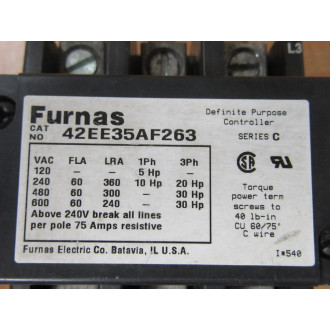 L3
Furnas
Definite Purpose
Controller
CAT
NO 42EE35AF263
SERIES C
VAC FLA LRA 1Ph 3Ph
120 – – 5 Hp –
240 60 360 10 Hp 20 Hp
480 60 300 – 30 Hp
600 60 240 – 30 Hp
Above 240V break all lines
per pole 75 Amps resistive
SA
Torque
power term
screws to
40 lb-in
CU 60/75°
C wire
Furnas Electric Co. Batavia, IL U.S.A.
I*540